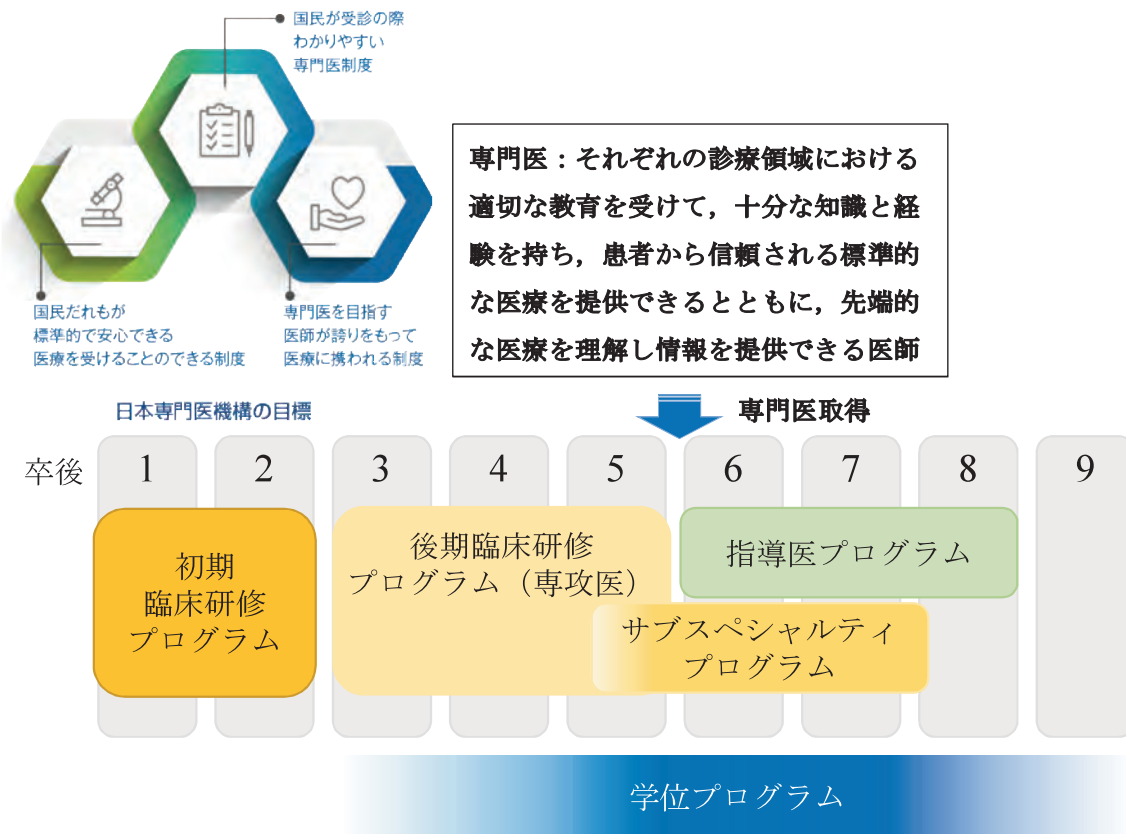 国民が受診の際
わかりやすい
専門医制度
国民だれもが
標準的で安心できる
医療を受けることのできる制度
専門医を目指す
医師が誇りをもって
医療に携われる制度
日本専門医機構の目標
専門医：それぞれの診療領域における
適切な教育を受けて，十分な知識と経
験を持ち，患者から信頼される標準的
な医療を提供できるとともに，先端的
な医療を理解し情報を提供できる医師
専門医取得
卒後 1 2 3 4 5 6 7 8 9
初期
臨床研修
プログラム
後期臨床研修
プログラム（専攻医）
指導医プログラム
サブスペシャルティ
プログラム
学位プログラム